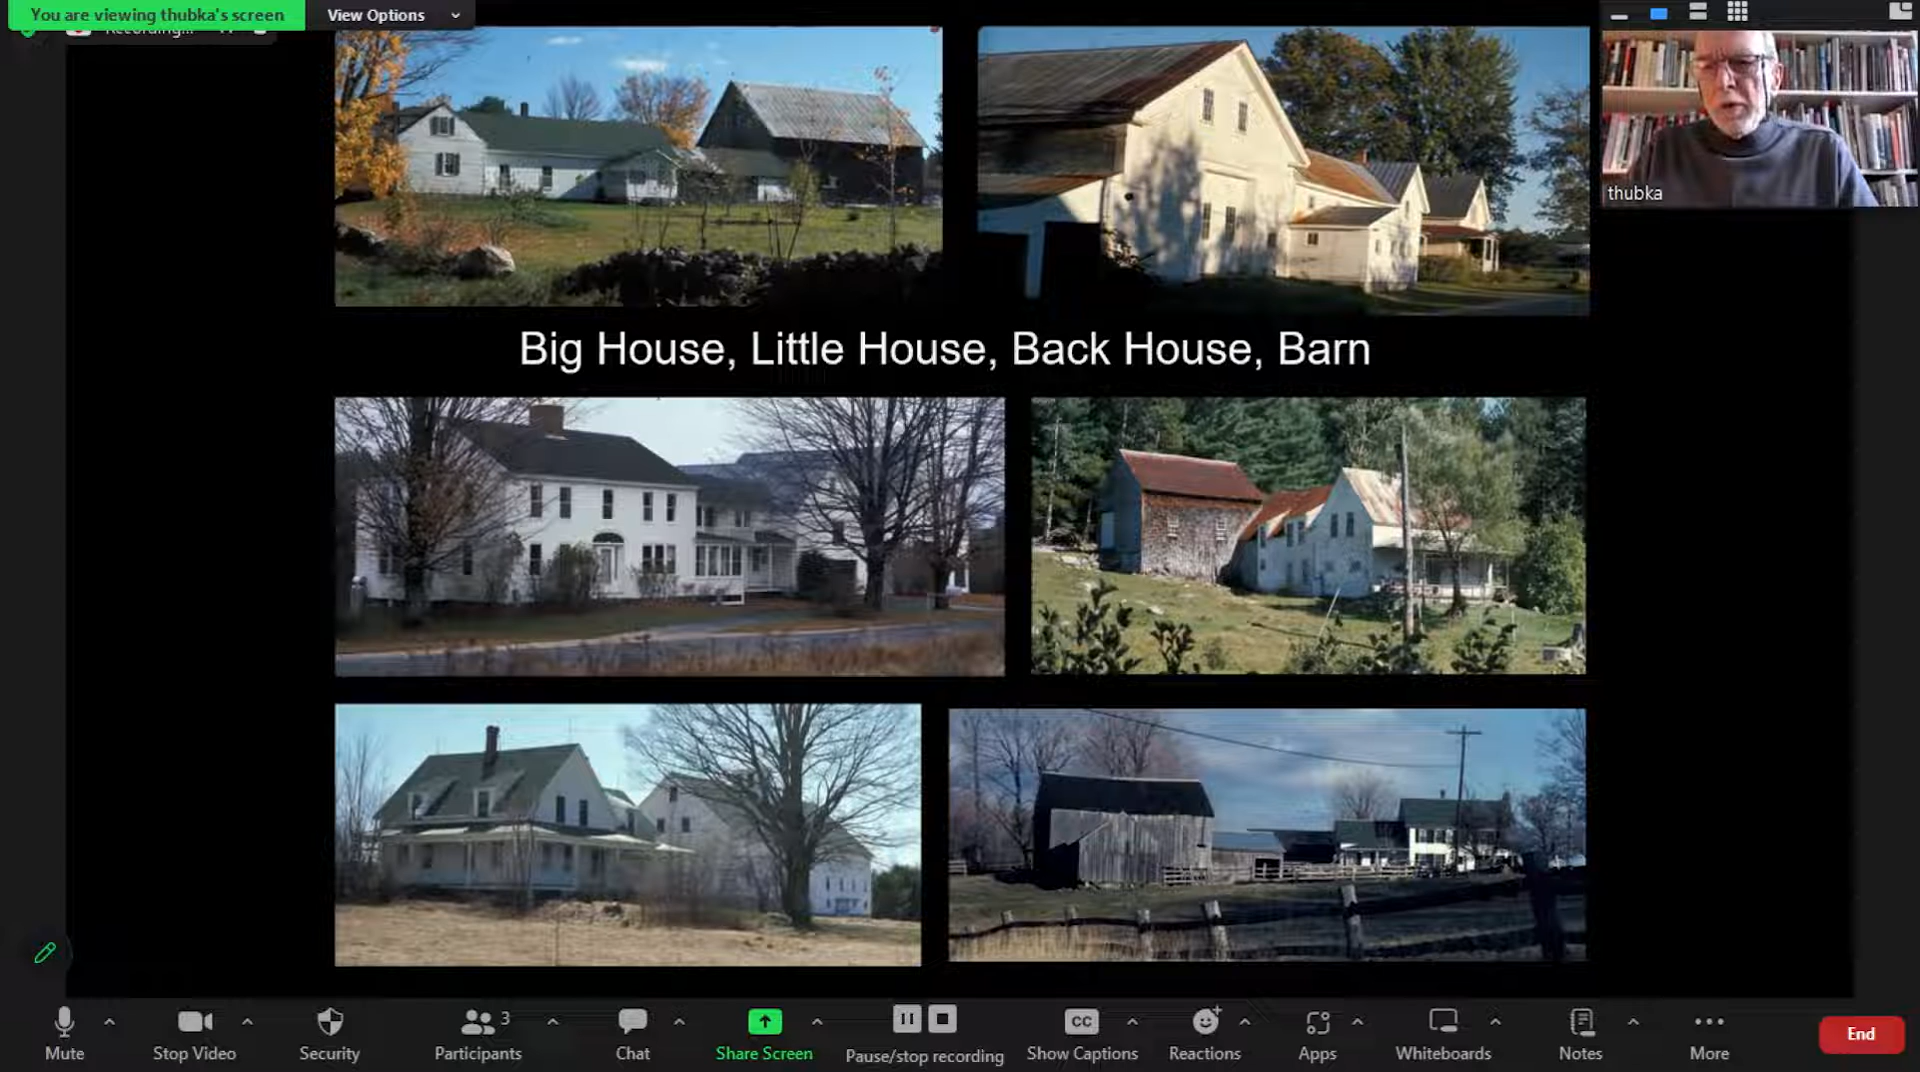 You are viewing thubka's screen
View Options
Recording...
thubka
Big House, Little House, Back House, Barn
Mute
Stop Video
Security
3
Participants
Chat
Share Screen
Pause/stop recording
CC
Show Captions
Reactions
Apps
Whiteboards
Notes
More
End